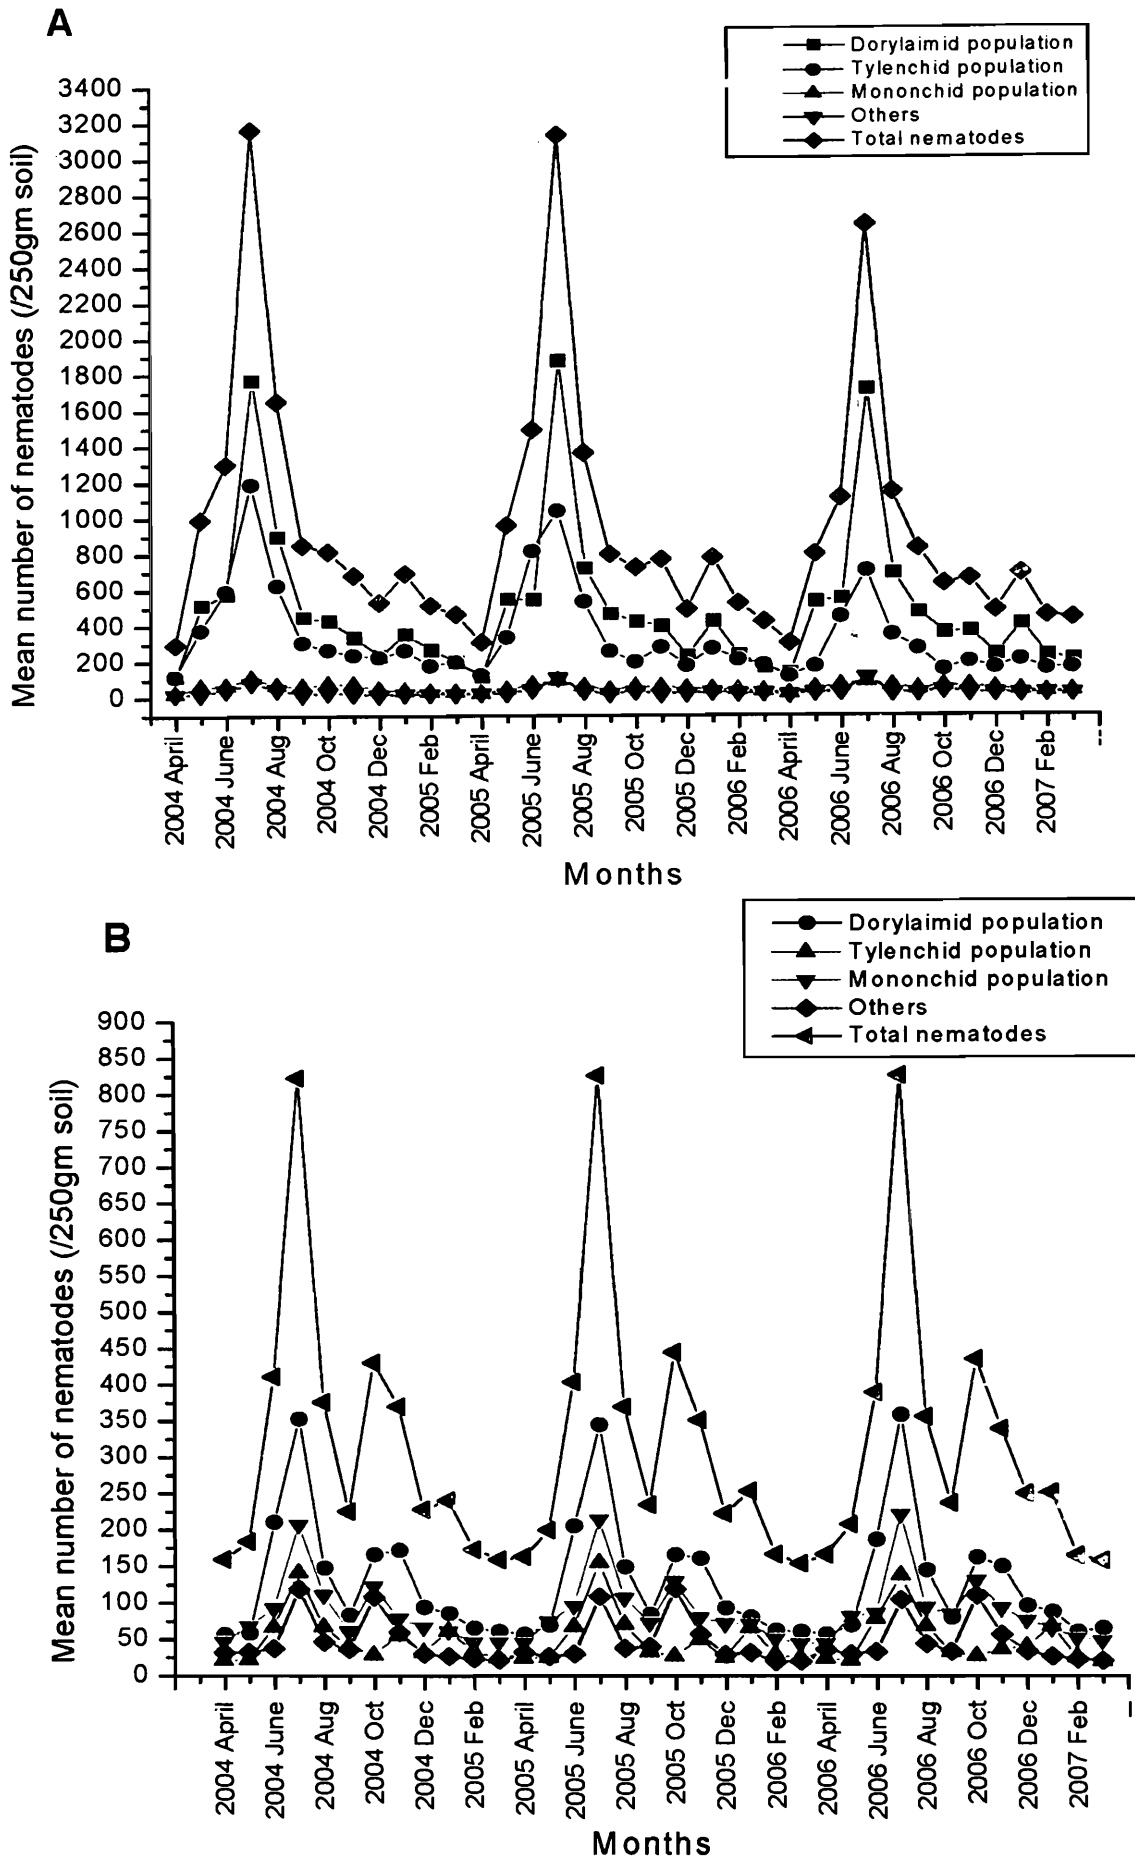 A
Dorylaimid population
Tylenchid population
Mononchid population
Others
Total nematodes
Mean number of nematodes (/250gm soil)
3400
3200
3000
2800
2600
2400
2200
2000
1800
1600
1400
1200
1000
800
600
400
200
0
2004 April
2004 June
2004 Aug
2004 Oct
2004 Dec
2005 Feb
2005 April
2005 June
2005 Aug
2005 Oct
2005 Dec
2006 Feb
2006 April
2006 June
2006 Aug
2006 Oct
2006 Dec
2007 Feb
--
Months
B
Dorylaimid population
Tylenchid population
Mononchid population
Others
Total nematodes
Mean number of nematodes (/250gm soil)
900
850
800
750
700
650
600
550
500
450
400
350
300
250
200
150
100
50
0
2004 April
2004 June
2004 Aug
2004 Oct
2004 Dec
2005 Feb
2005 April
2005 June
2005 Aug
2005 Oct
2005 Dec
2006 Feb
2006 April
2006 June
2006 Aug
2006 Oct
2006 Dec
2007 Feb
--
Months